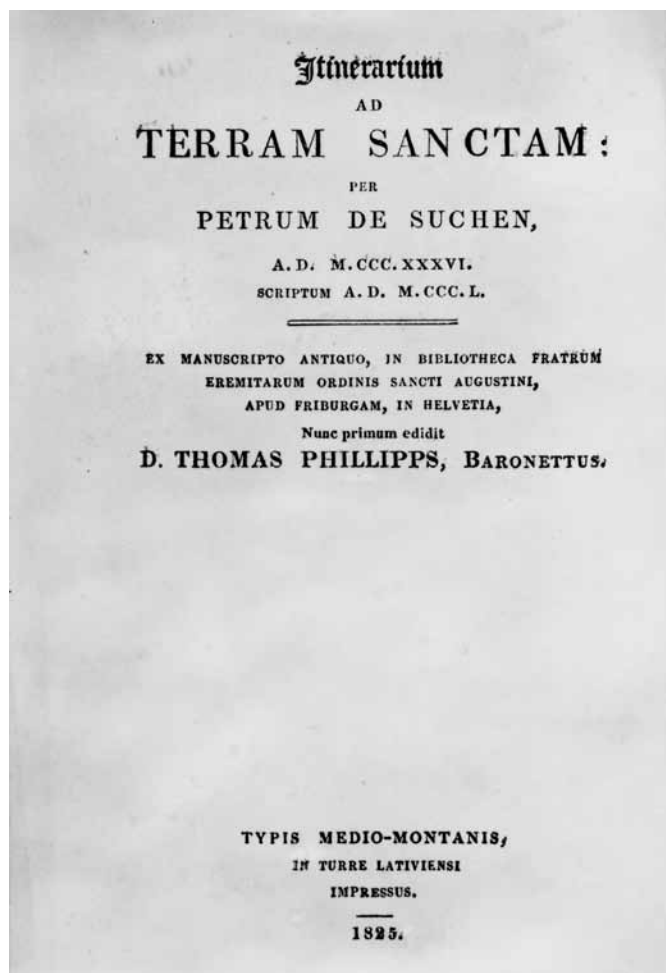 Itinerarium
AD
TERRAM SANCTAM:
PER
PETRUM DE SUCHEN,
A. D. M. CCC. XXXVI.
SCRIPTUM A. D. M. CCC. L.
EX MANUSCRIPTO ANTIQUO, IN BIBLIOTHECA FRATRUM
EREMITARUM ORDINIS SANCTI AUGUSTINI,
APUD FRIBURGAM, IN HELVETIA,
Nunc primum edidit
D. THOMAS PHILLIPPS, BARONETTUS.
TYPIS MEDIO-MONTANIS,
IN TURRE LATIVIENSI
IMPRESSUS.
1825.